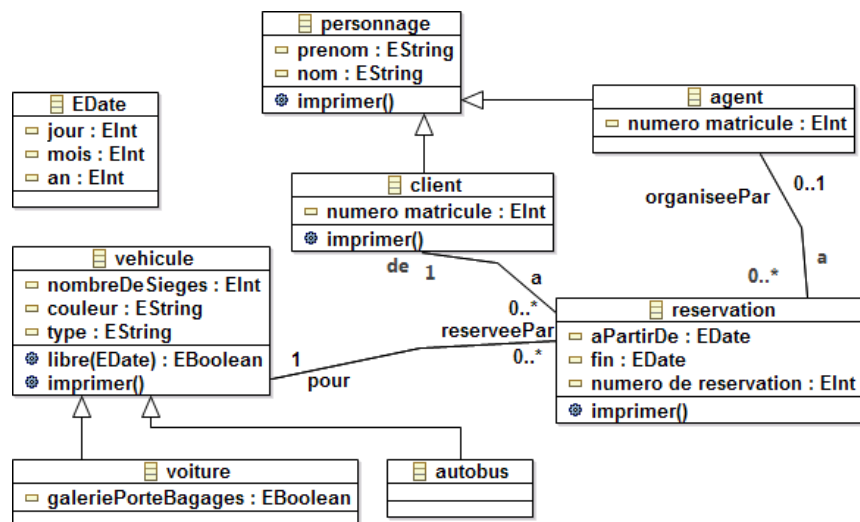 personnage
prenom : EString
nom : EString
imprimer()
EDate
jour : EInt
mois : EInt
an : EInt
agent
numero matricule : EInt
client
numero matricule : EInt
imprimer()
organiseePar
0..1
0..*
a
de
1
a
0..*
vehicule
nombreDeSieges : EInt
couleur : EString
type : EString
libre(EDate) : EBoolean
imprimer()
reserveePar
0..*
1
pour
reservation
aPartirDe : EDate
fin : EDate
numero de reservation : EInt
imprimer()
voiture
galeriePorteBagages : EBoolean
autobus